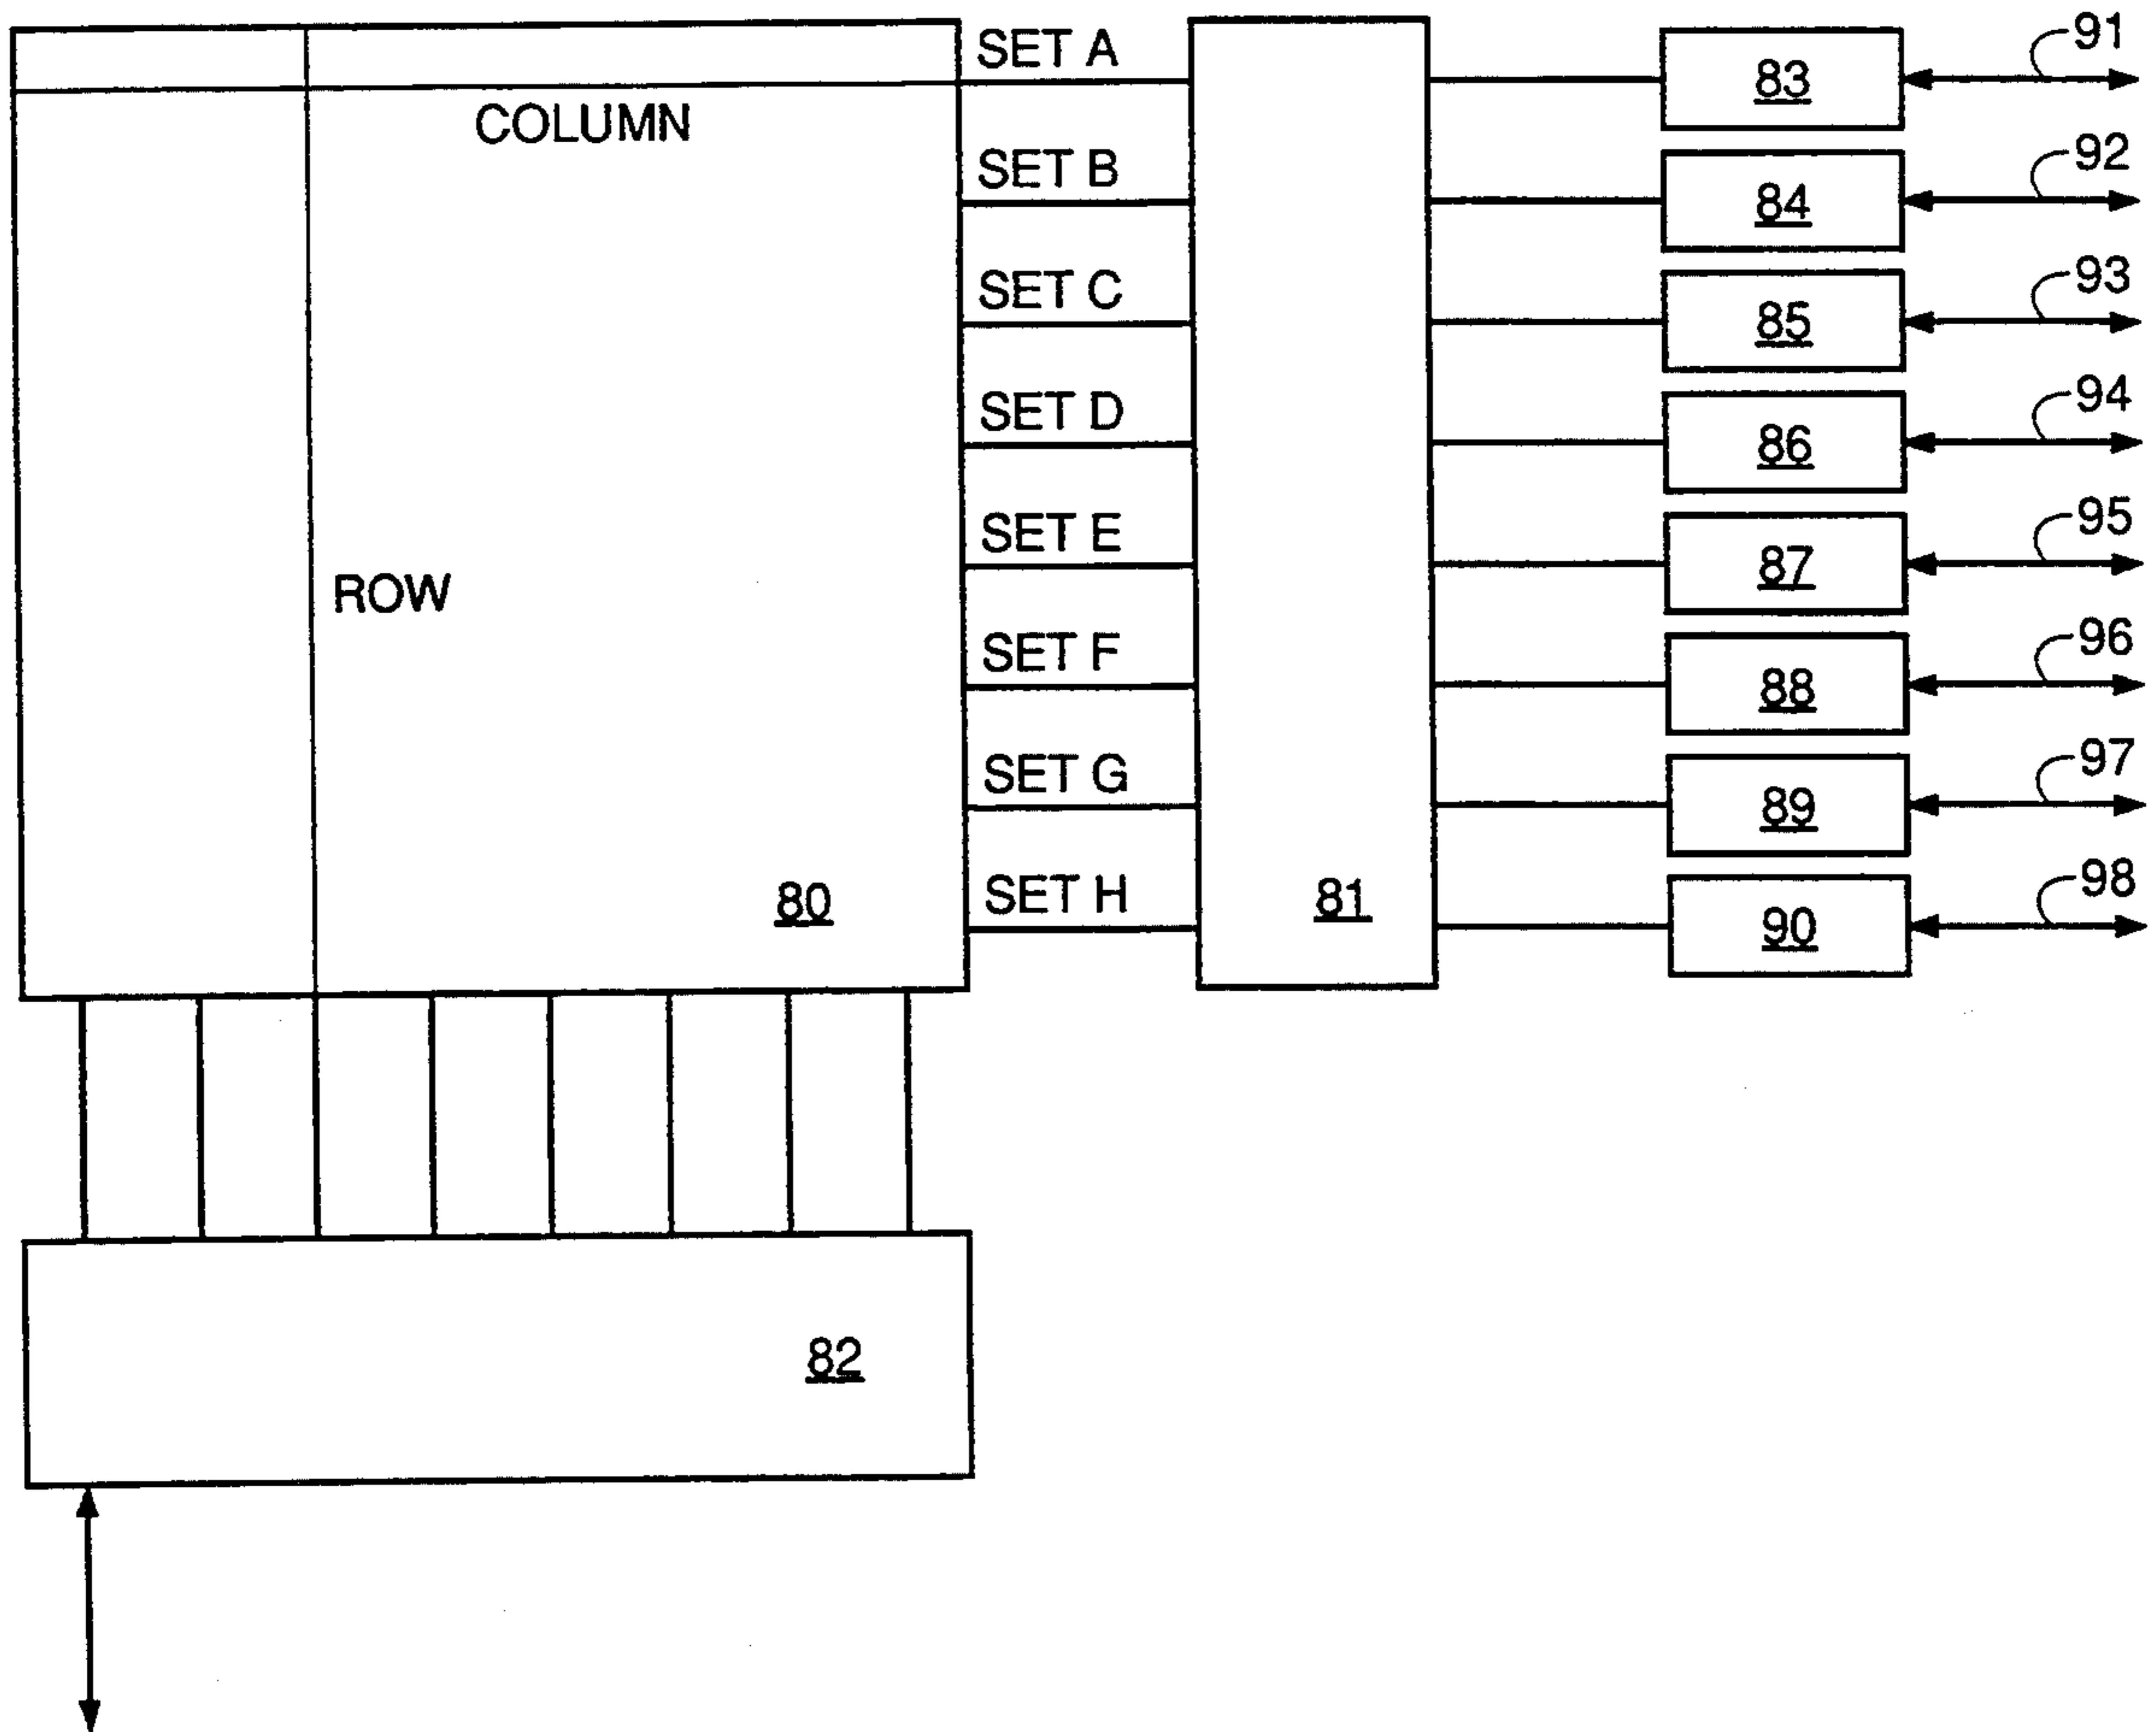 SET A
91
83
COLUMN
SET B
92
84
SET C
93
85
SET D
94
86
SET E
95
87
ROW
SET F
96
88
SET G
97
89
SET H
98
80
81
90
82